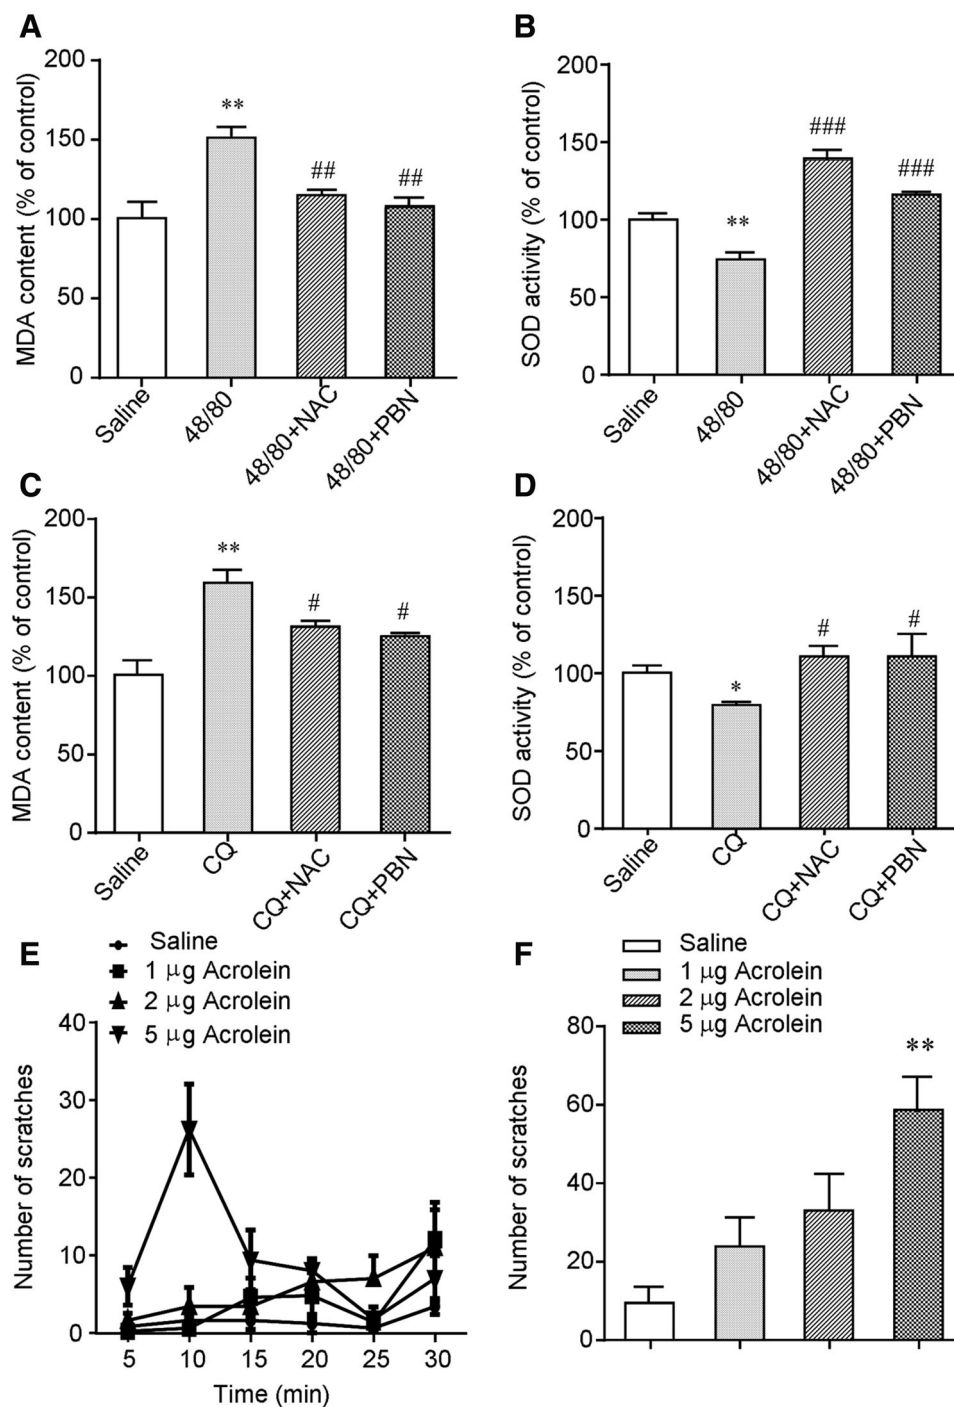 A
MDA content (% of control)
200
150
100
50
0
**
##
##
Saline
48/80
48/80+NAC
48/80+PBN
B
SOD activity (% of control)
200
150
100
50
0
**
###
###
Saline
48/80
48/80+NAC
48/80+PBN
C
MDA content (% of control)
200
150
100
50
0
**
#
#
Saline
CQ
CQ+NAC
CQ+PBN
D
SOD activity (% of control)
200
150
100
50
0
*
#
#
Saline
CQ
CQ+NAC
CQ+PBN
E
Saline
1 μg Acrolein
2 μg Acrolein
5 μg Acrolein
Number of scratches
40
30
20
10
0
5 10 15 20 25 30
Time (min)
F
Saline
1 μg Acrolein
2 μg Acrolein
5 μg Acrolein
Number of scratches
80
60
40
20
0
**